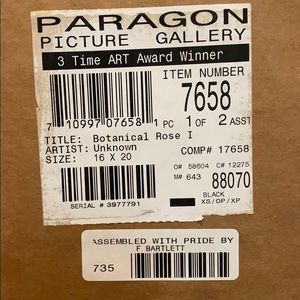 PARAGON
PICTURE GALLERY
3 Time ART Award Winner
ITEM NUMBER
7658
7 10997 07658 1
1 PC 1 OF 2 ASST
TITLE: Botanical Rose I
ARTIST: Unknown
SIZE: 16 X 20
COMP# 17658
O# 58604 C# 12275
M# 643 88070
BLACK
XS/OP/XP
SERIAL # 3977791
ASSEMBLED WITH PRIDE BY
F BARTLETT
735